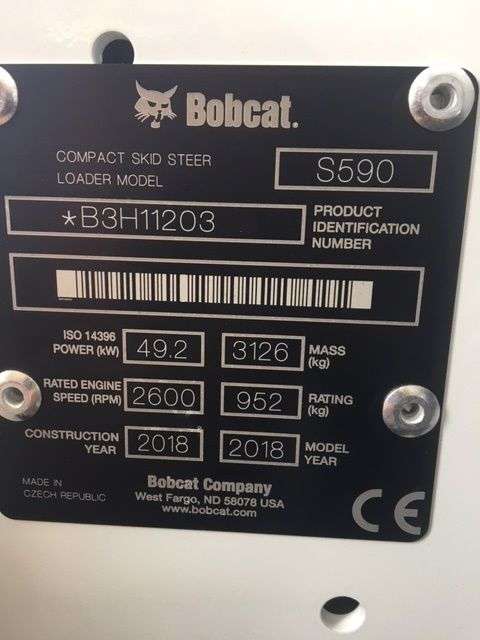 Bobcat.
COMPACT SKID STEER
LOADER MODEL
S590
*B3H11203
PRODUCT
IDENTIFICATION
NUMBER
ISO 14396
POWER (kW)
49.2
3126
MASS
(kg)
RATED ENGINE
SPEED (RPM)
2600
952
RATING
(kg)
CONSTRUCTION
YEAR
2018
2018
MODEL
YEAR
MADE IN
CZECH REPUBLIC
Bobcat Company
West Fargo, ND 58078 USA
www.bobcat.com
CE